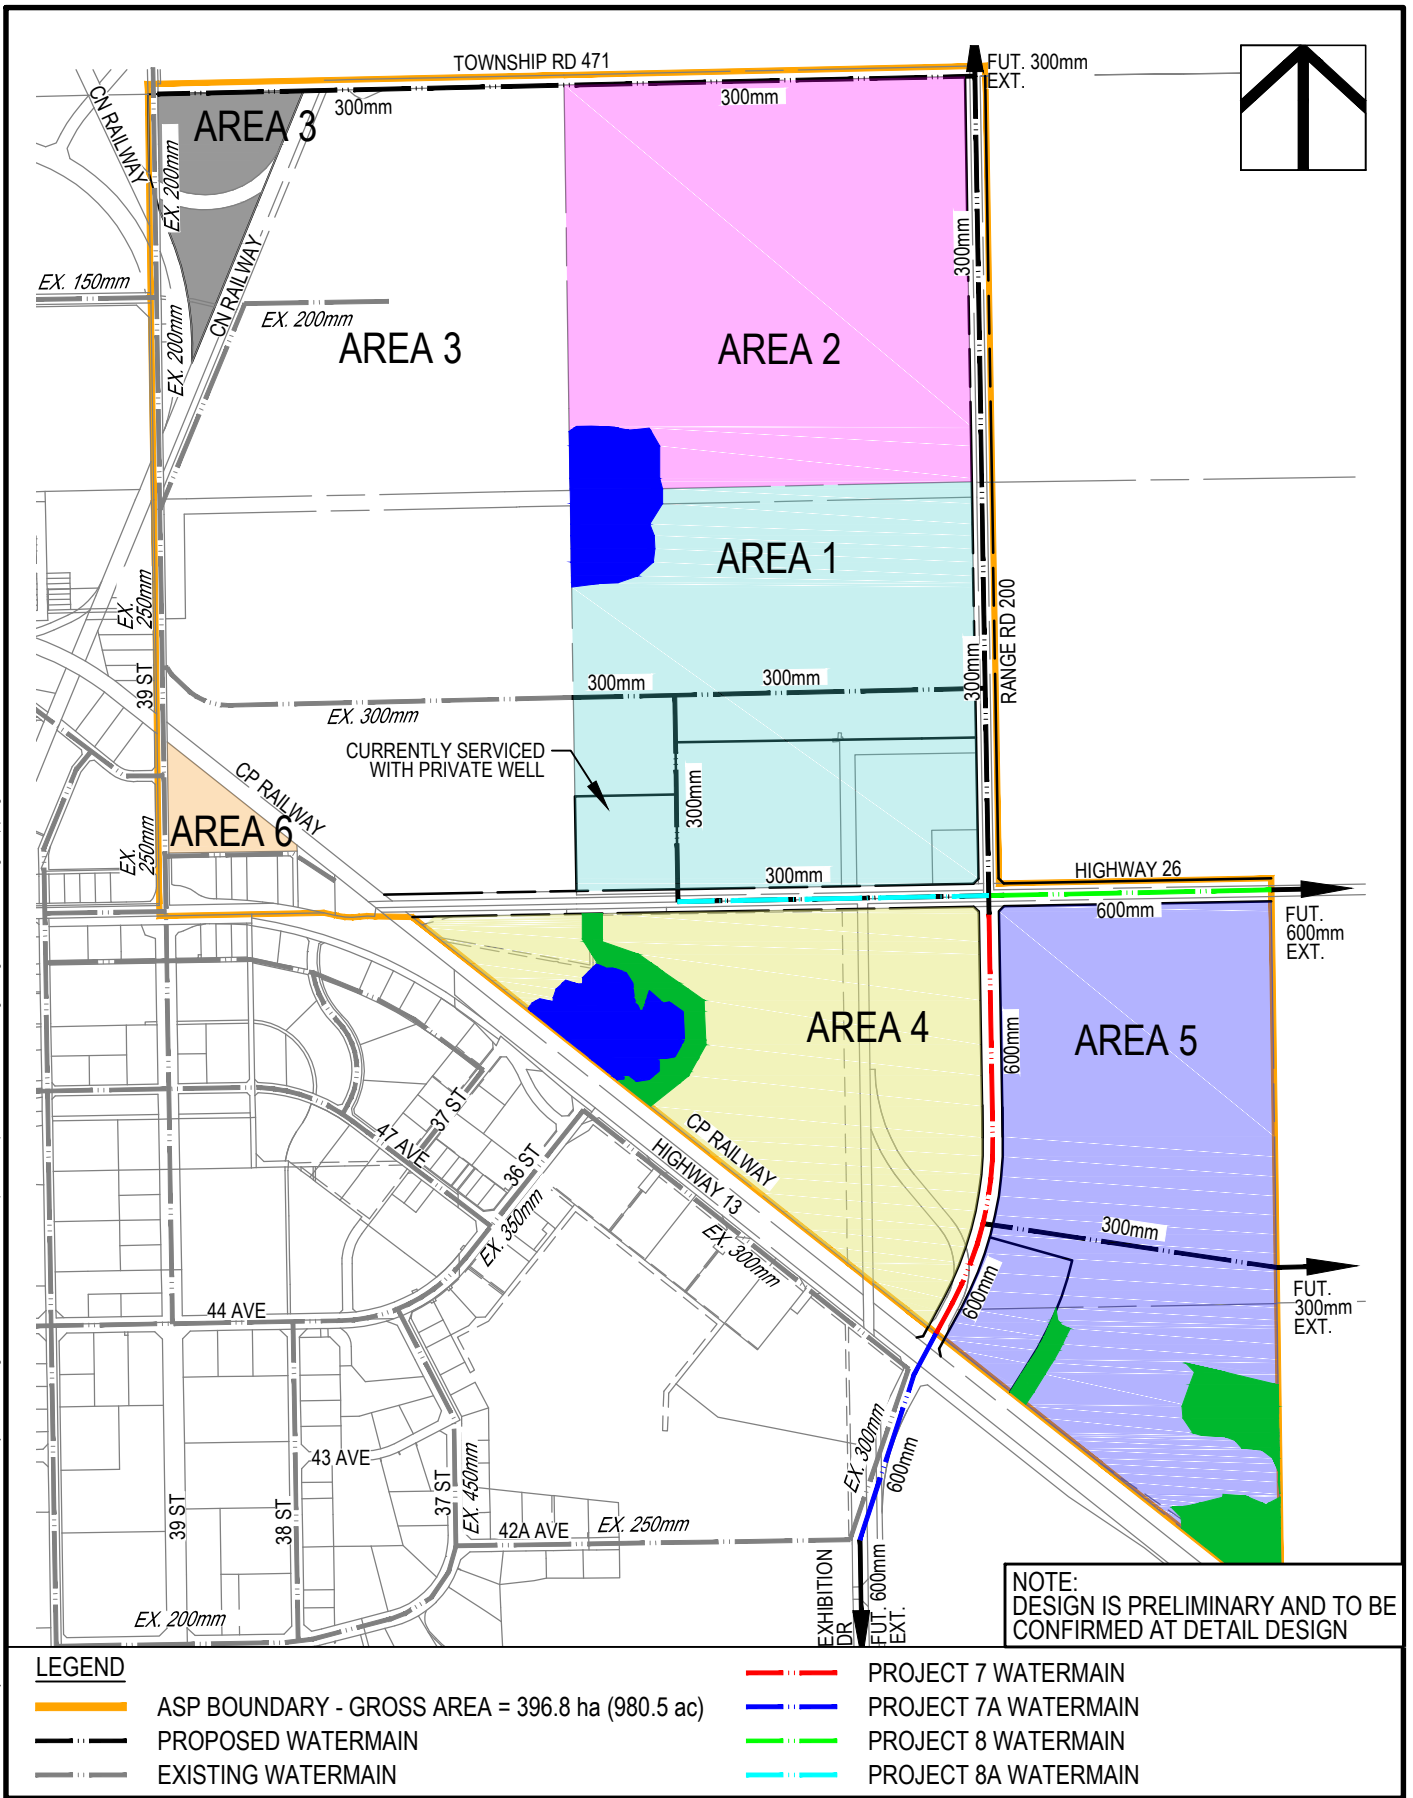 TOWNSHIP RD 471
FUT. 300mm
EXT.
CN RAILWAY
AREA 3
300mm
300mm
EX. 200mm
300mm
CN RAILWAY
EX. 150mm
EX. 200mm
EX. 200mm
AREA 3
AREA 2
AREA 1
EX.
250mm
RANGE RD 200
39 ST
300mm
300mm
300mm
EX. 300mm
CURRENTLY SERVICED
WITH PRIVATE WELL
CP RAILWAY
300mm
AREA 6
EX.
250mm
300mm
HIGHWAY 26
600mm
FUT.
600mm
EXT.
AREA 4
600mm
AREA 5
37 ST
47 AVE
36 ST
CP RAILWAY
HIGHWAY 13
EX. 350mm
EX. 300mm
300mm
FUT.
300mm
EXT.
600mm
44 AVE
EX. 300mm
600mm
43 AVE
37 ST
EX. 450mm
39 ST
38 ST
42A AVE
EX. 250mm
EXHIBITION
DR
FUT. 600mm
EXT.
EX. 200mm
NOTE:
DESIGN IS PRELIMINARY AND TO BE
CONFIRMED AT DETAIL DESIGN
LEGEND
ASP BOUNDARY - GROSS AREA = 396.8 ha (980.5 ac)
PROPOSED WATERMAIN
EXISTING WATERMAIN
PROJECT 7 WATERMAIN
PROJECT 7A WATERMAIN
PROJECT 8 WATERMAIN
PROJECT 8A WATERMAIN